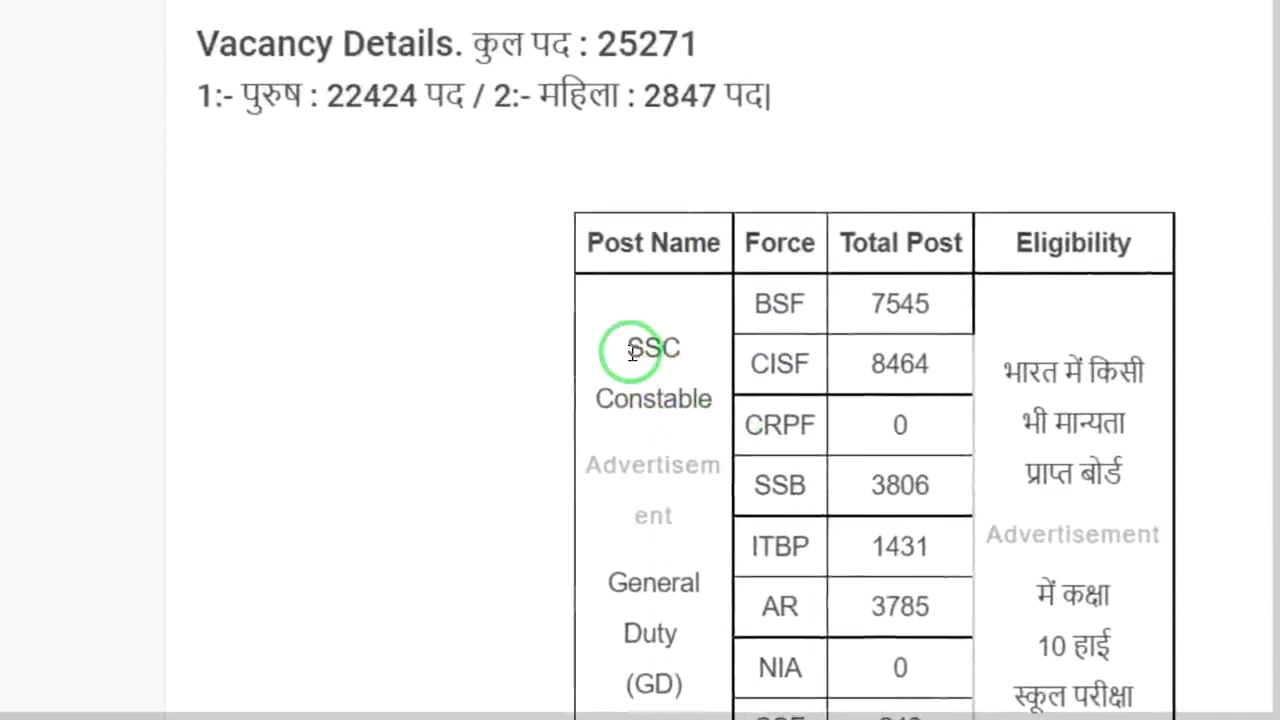 Vacancy Details. कुल पद : 25271
1:- पुरुष : 22424 पद / 2:- महिला : 2847 पद|
Post Name Force Total Post Eligibility
BSF 7545
SSC
CISF 8464
भारत में किसी
Constable
CRPF 0
भी मान्यता
Advertisem
प्राप्त बोर्ड
SSB 3806
ent
Advertisement
ITBP 1431
General
में कक्षा
AR 3785
Duty
10 हाई
NIA 0
(GD)
स्कूल परीक्षा